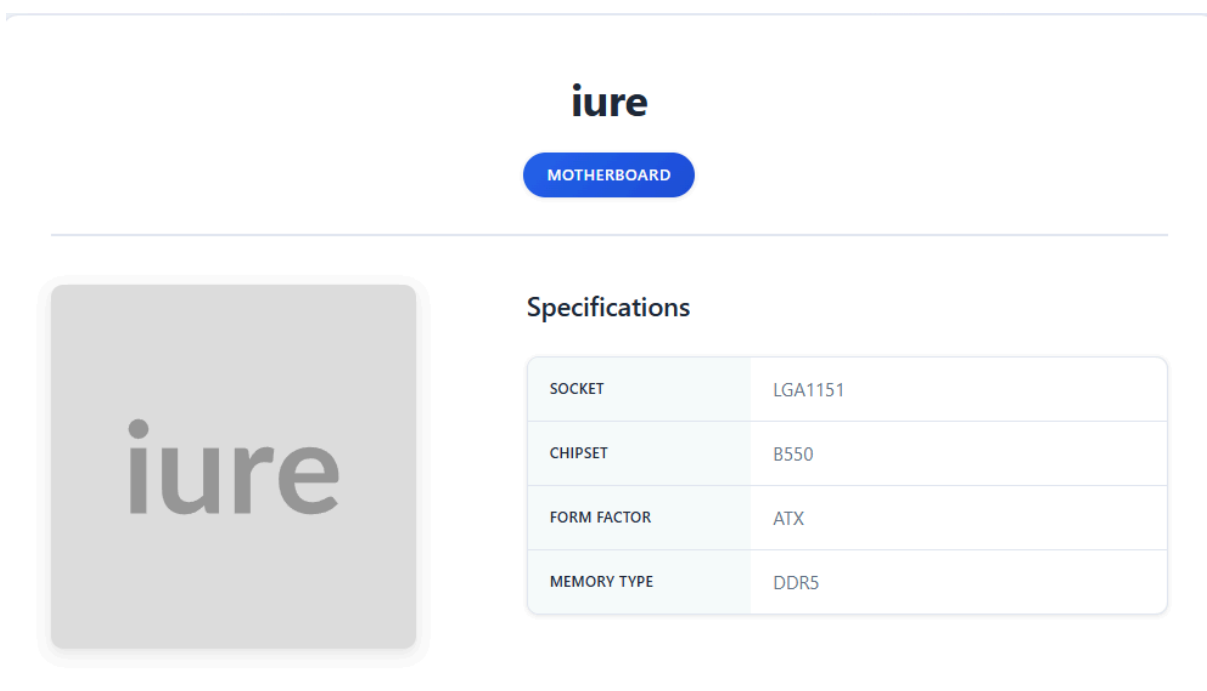 iure
MOTHERBOARD
iure
Specifications
SOCKET LGA1151
CHIPSET B550
FORM FACTOR ATX
MEMORY TYPE DDR5